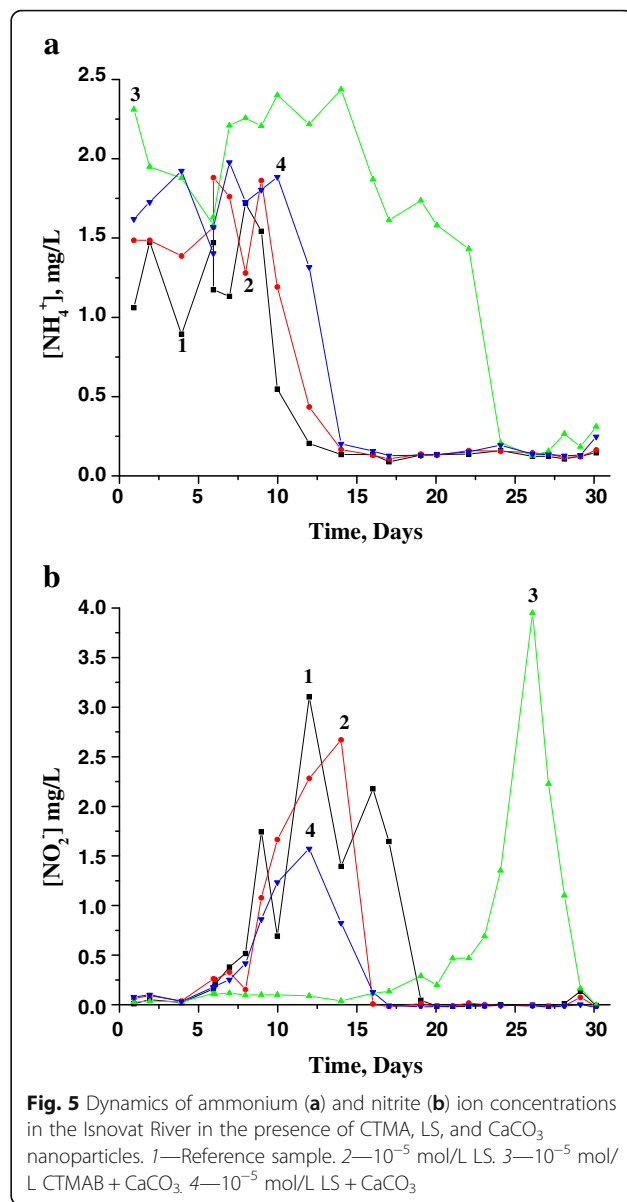 a
3
4
2
1
2.5
2.0
1.5
1.0
0.5
0.0
[NH₄⁺], mg/L
0 5 10 15 20 25 30
Time, Days
b
3
1
2
4
4.0
3.5
3.0
2.5
2.0
1.5
1.0
0.5
0.0
[NO₂⁻] mg/L
0 5 10 15 20 25 30
Time, Days
Fig. 5 Dynamics of ammonium (a) and nitrite (b) ion concentrations
in the Isnovat River in the presence of CTMA, LS, and CaCO₃
nanoparticles. 1—Reference sample. 2—10⁻⁵ mol/L LS. 3—10⁻⁵ mol/
L CTMAB + CaCO₃. 4—10⁻⁵ mol/L LS + CaCO₃